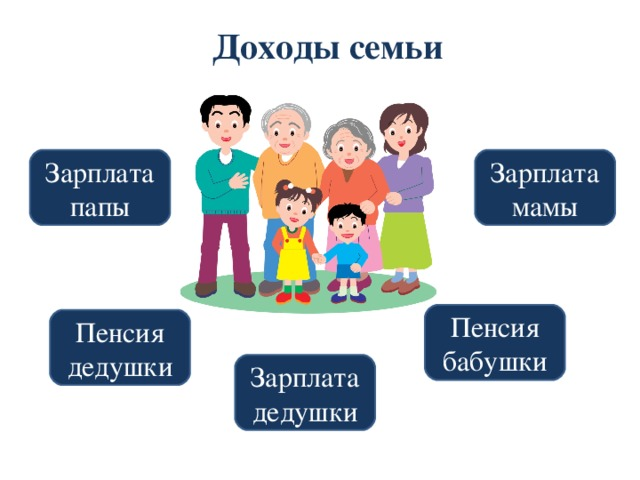 Доходы семьи
Зарплата
папы
Зарплата
мамы
Пенсия
дедушки
Зарплата
дедушки
Пенсия
бабушки